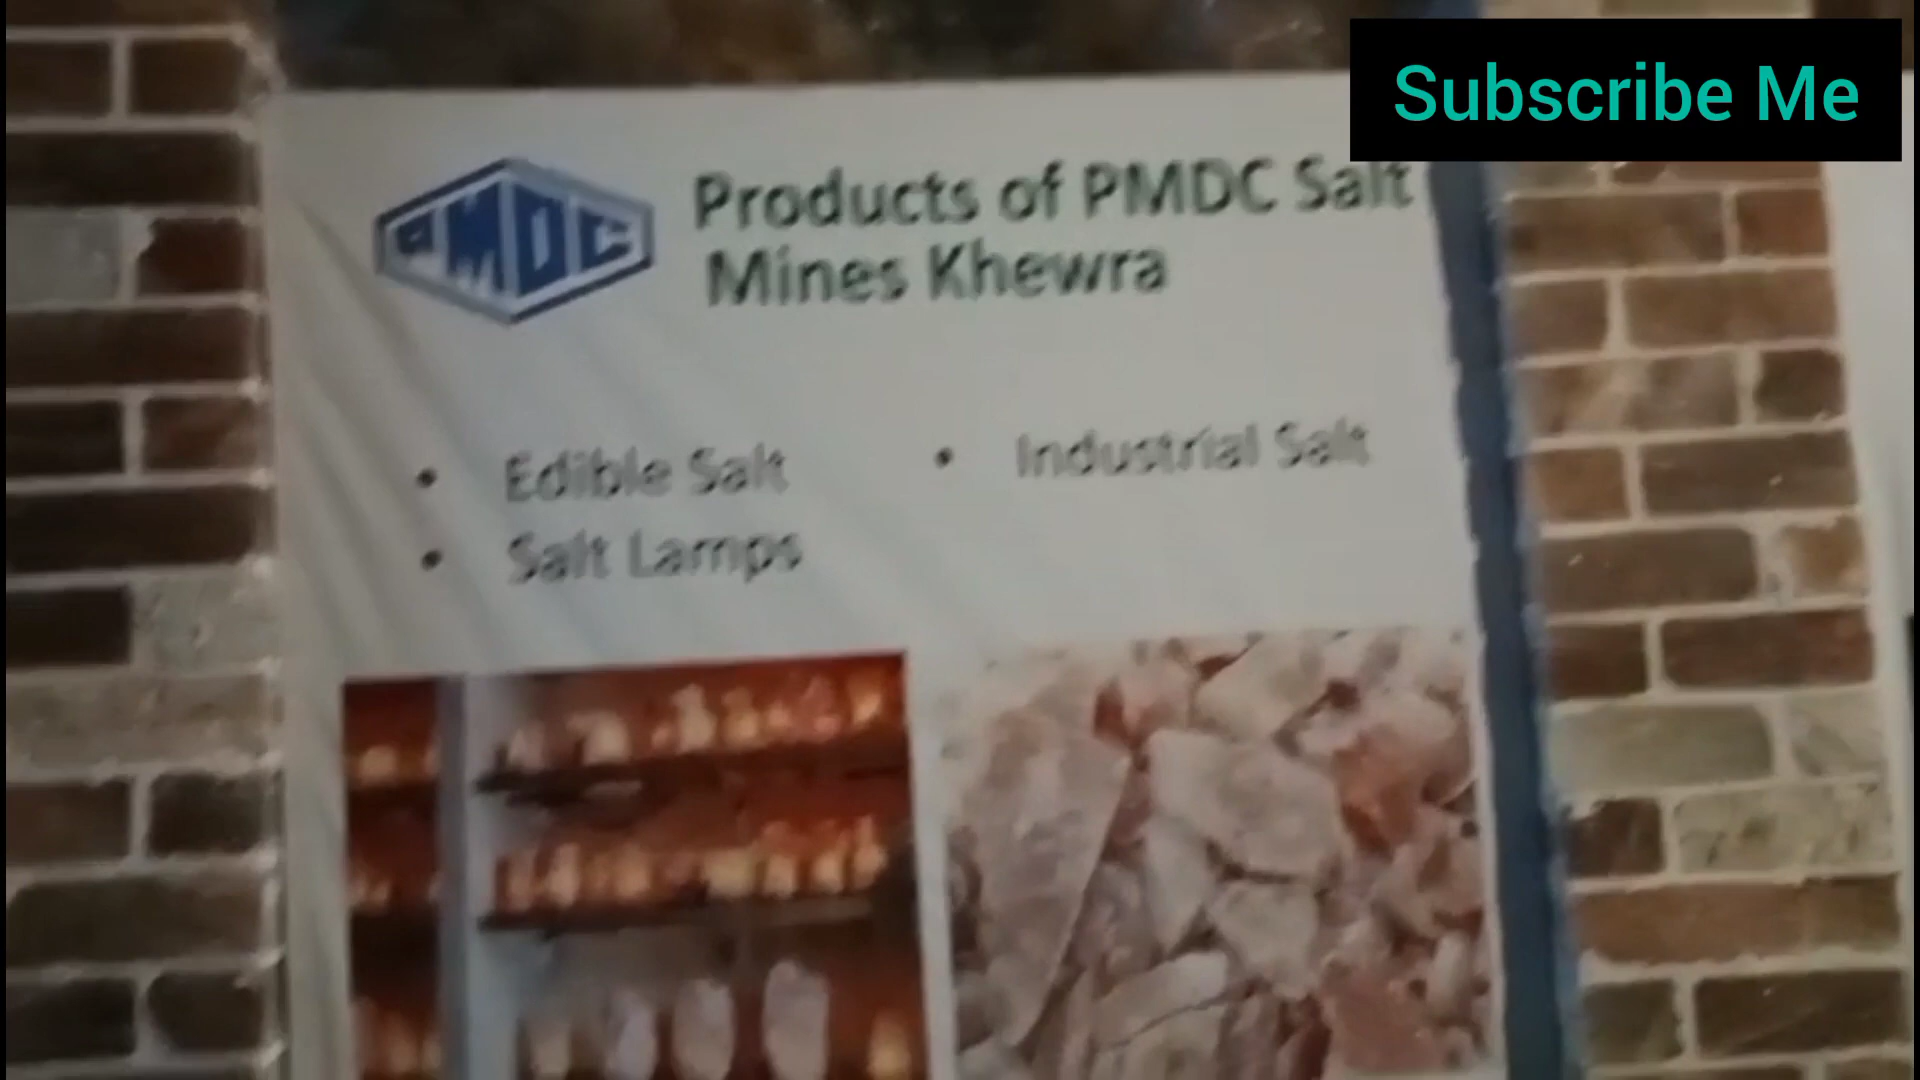 Subscribe Me
PMDC
Products of PMDC Salt
Mines Khewra
• Edible Salt
• Salt Lamps
• Industrial Salt